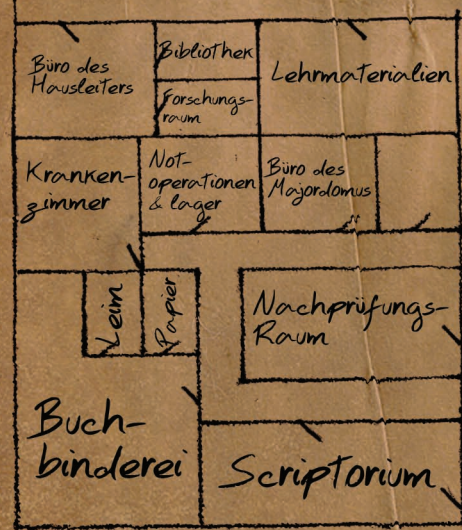 Büro des
Hausleiters
Bibliothek
Forschungs-
raum
Lehrmaterialien
Kranken-
zimmer
Not-
operationen
& lager
Büro des
Majordomus
Leim
Papier
Nachprüfungs-
Raum
Buch-
binderei
Scriptorium